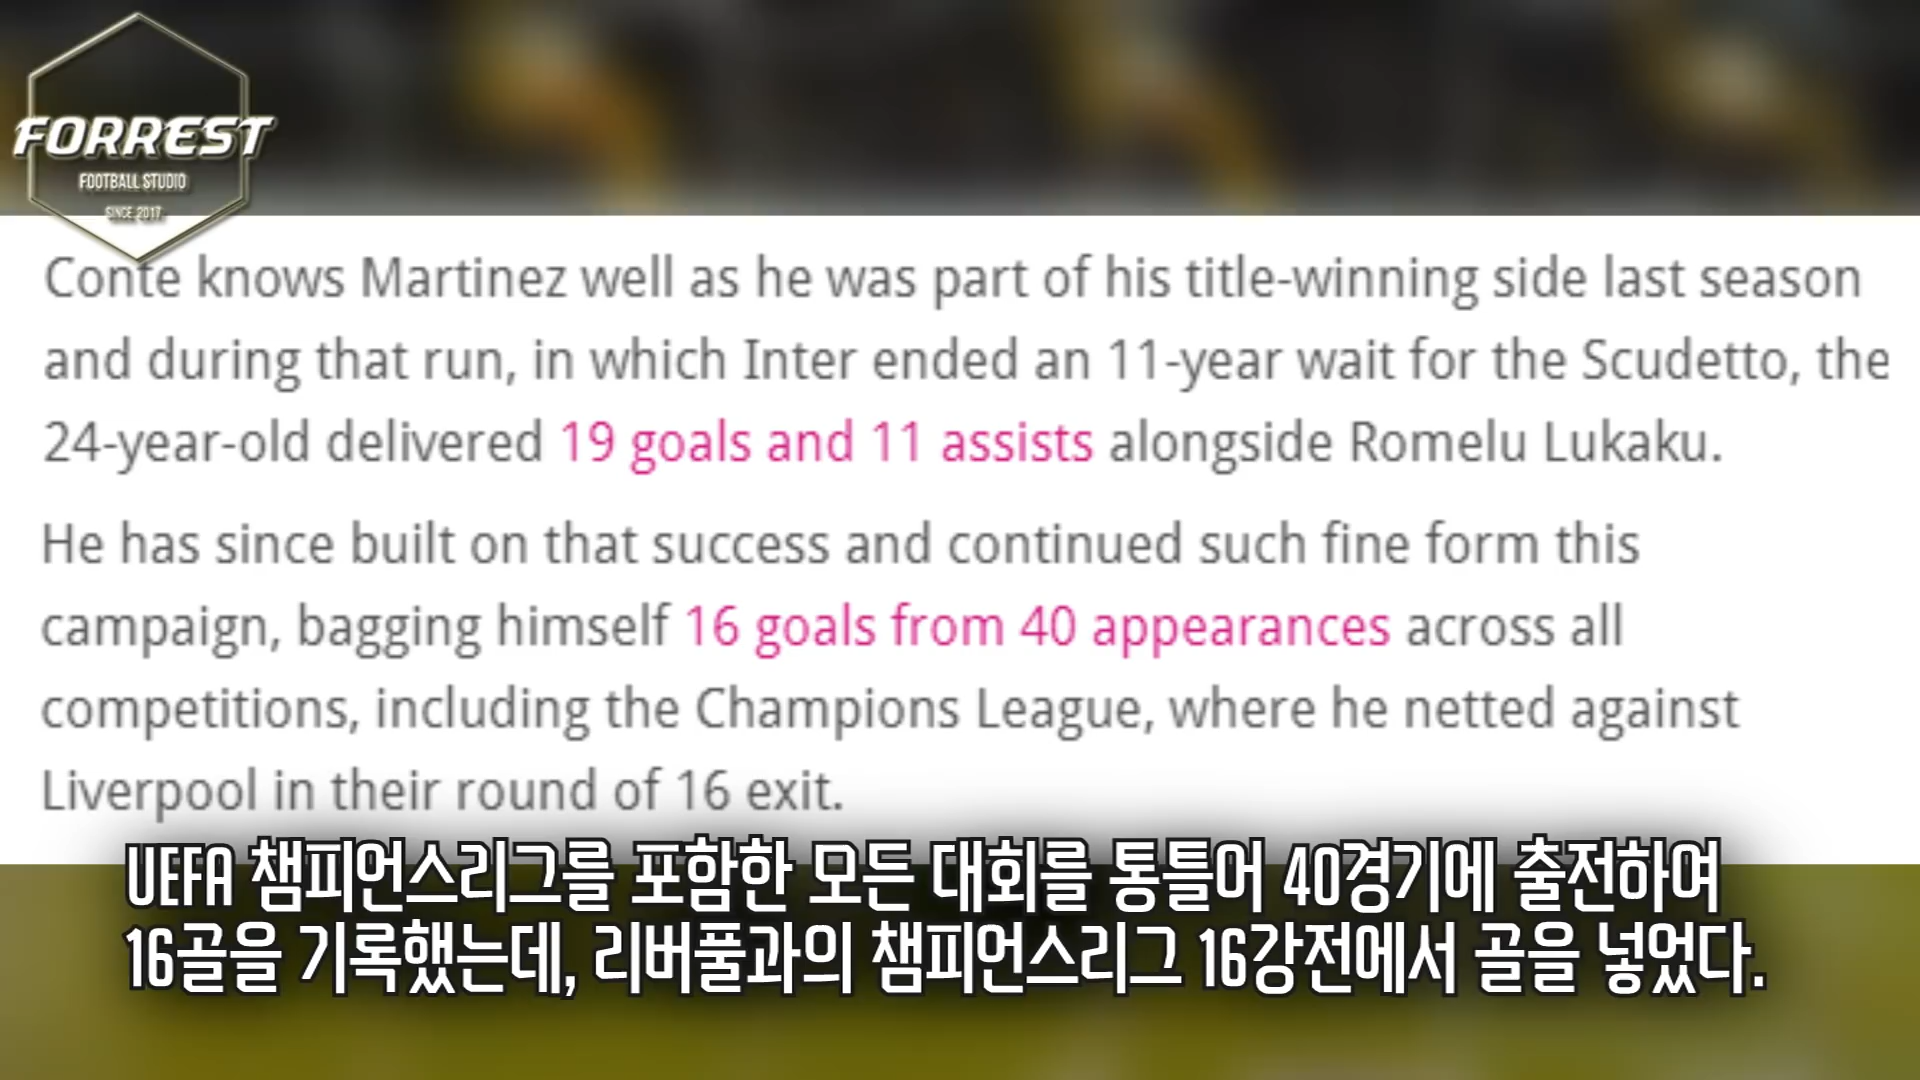 FORREST
FOOTBALL STUDIO
SINCE 2017
Conte knows Martinez well as he was part of his title-winning side last season
and during that run, in which Inter ended an 11-year wait for the Scudetto, the
24-year-old delivered 19 goals and 11 assists alongside Romelu Lukaku.
He has since built on that success and continued such fine form this
campaign, bagging himself 16 goals from 40 appearances across all
competitions, including the Champions League, where he netted against
Liverpool in their round of 16 exit.
UEFA 챔피언스리그를 포함한 모든 대회를 통틀어 40경기에 출전하여
16골을 기록했는데, 리버풀과의 챔피언스리그 16강전에서 골을 넣었다.